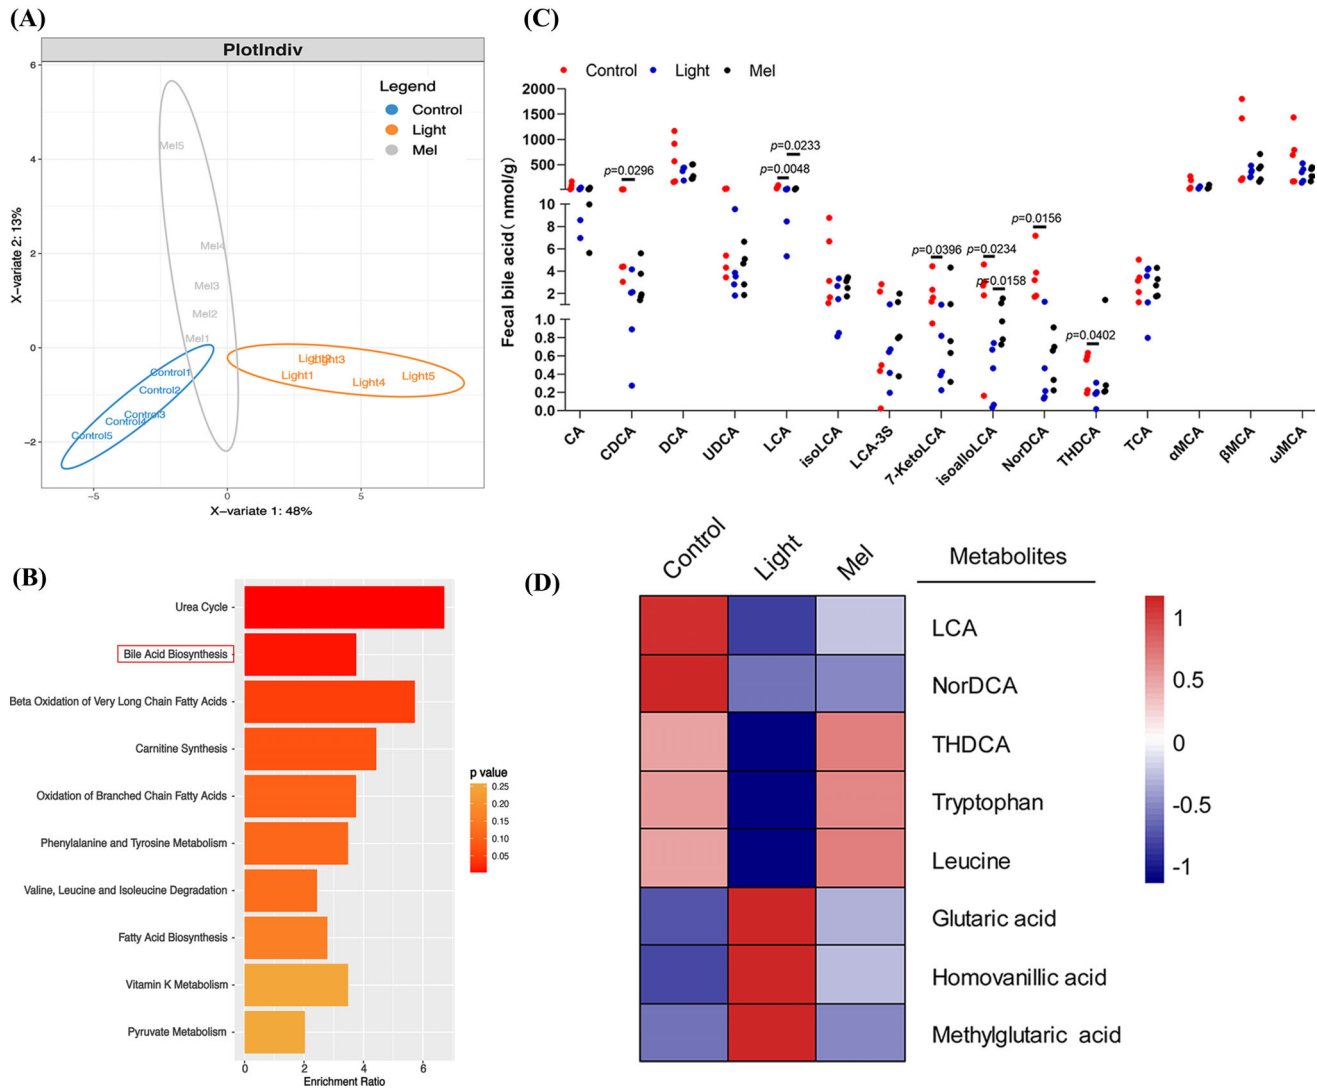 (A)
PlotIndiv
6
4
2
0
−2
X−variate 2: 13%
Legend
Control
Light
Mel
Mel5
Mel4
Mel3
Mel2
Mel1
Control1
Control2
Control3
Control4
Control5
Light2
Light3
Light1
Light4
Light5
−5
0
5
X−variate 1: 48%
(C)
Control
Light
Mel
Fecal bile acid( nmol/g)
2000
1500
1000
500
10
8
6
4
2
1.0
0.8
0.6
0.4
0.2
0.0
p=0.0296
p=0.0233
p=0.0048
p=0.0396
p=0.0234
p=0.0158
p=0.0156
p=0.0402
CA
CDCA
DCA
UDCA
LCA
isoLCA
LCA-3S
7-KetoLCA
isoalloLCA
NorDCA
THDCA
TCA
αMCA
βMCA
ωMCA
(B)
Urea Cycle
Bile Acid Biosynthesis
Beta Oxidation of Very Long Chain Fatty Acids
Carnitine Synthesis
Oxidation of Branched Chain Fatty Acids
Phenylalanine and Tyrosine Metabolism
Valine, Leucine and Isoleucine Degradation
Fatty Acid Biosynthesis
Vitamin K Metabolism
Pyruvate Metabolism
0
2
4
6
Enrichment Ratio
p value
0.25
0.20
0.15
0.10
0.05
(D)
Control
Light
Mel
Metabolites
LCA
NorDCA
THDCA
Tryptophan
Leucine
Glutaric acid
Homovanillic acid
Methylglutaric acid
1
0.5
0
-0.5
-1